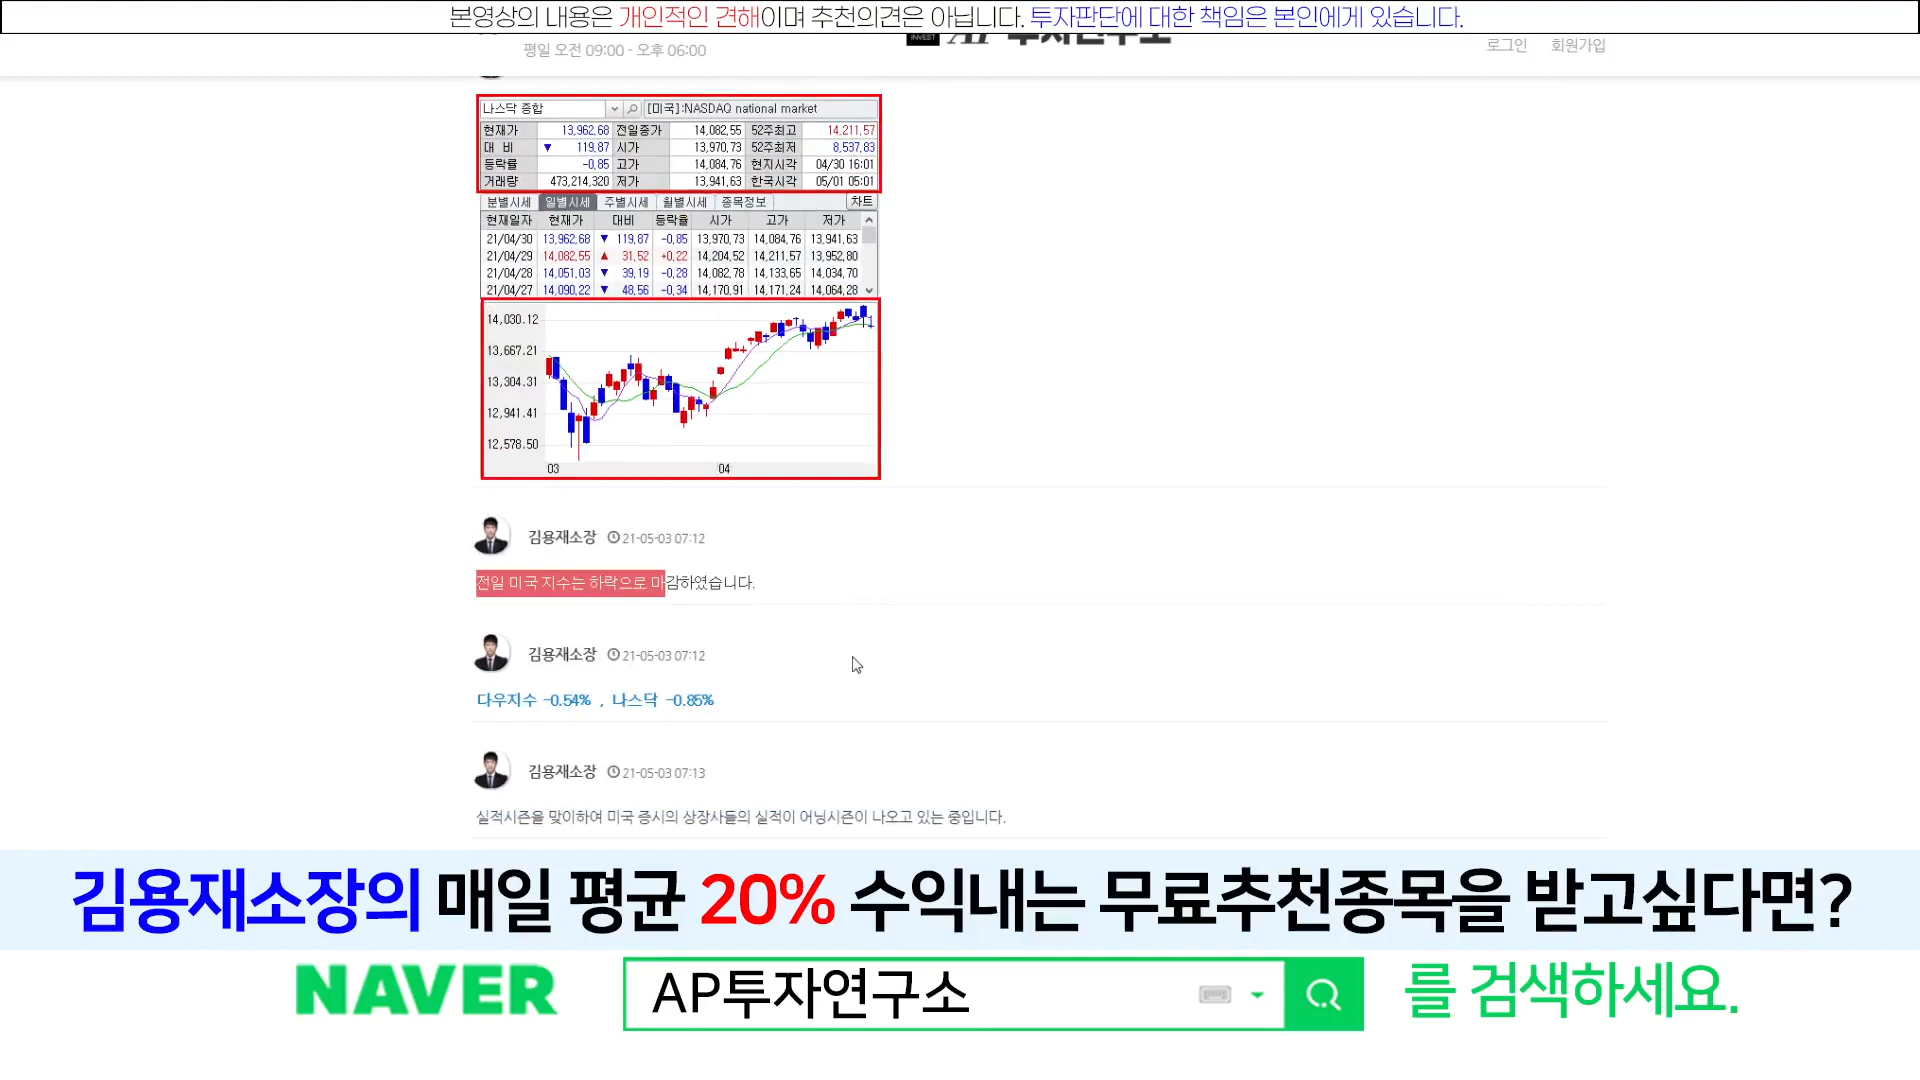 본영상의 내용은 개인적인 견해이며 추천의견은 아닙니다. 투자판단에 대한 책임은 본인에게 있습니다.
평일 오전 09:00 - 오후 06:00
INVEST AP 투자연구소
로그인 회원가입
나스닥 종합 [미국]:NASDAQ national market
현재가 13,962.68 전일종가 14,082.55 52주최고 14,211.57
대 비 ▼ 119.87 시가 13,970.73 52주최저 8,537.83
등락률 -0.85 고가 14,084.76 현지시각 04/30 16:01
거래량 473,214,320 저가 13,941.63 한국시각 05/01 05:01
분별시세 일별시세 주별시세 월별시세 종목정보 차트
현재일자 현재가 대비 등락율 시가 고가 저가
21/04/30 13,962.68 ▼ 119.87 -0.85 13,970.73 14,084.76 13,941.63
21/04/29 14,082.55 ▲ 31.52 +0.22 14,204.52 14,211.57 13,952.80
21/04/28 14,051.03 ▼ 39.19 -0.28 14,082.78 14,133.65 14,034.70
21/04/27 14,090.22 ▼ 48.56 -0.34 14,170.91 14,171.24 14,064.28
14,030.12
13,667.21
13,304.31
12,941.41
12,578.50
03 04
김용재소장 21-05-03 07:12
전일 미국 지수는 하락으로 마감하였습니다.
김용재소장 21-05-03 07:12
다우지수 -0.54% , 나스닥 -0.85%
김용재소장 21-05-03 07:13
실적시즌을 맞이하여 미국 증시의 상장사들의 실적이 어닝시즌이 나오고 있는 중입니다.
김용재소장의 매일 평균 20% 수익내는 무료추천종목을 받고싶다면?
NAVER AP투자연구소 를 검색하세요.